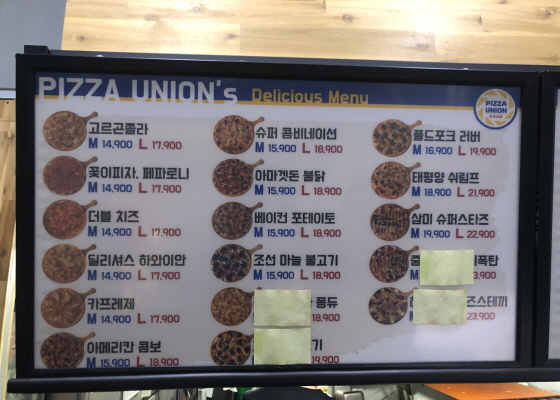 PIZZA UNION's Delicious Menu
PIZZA
UNION
고르곤졸라
M 14,900 L 17,900
꽃이피자. 페파로니
M 14,900 L 17,900
더블 치즈
M 14,900 L 17,900
딜리셔스 하와이안
M 14,900 L 17,900
카프레제
M 14,900 L 17,900
아메리칸 콤보
M 15,900 L 18,900
슈퍼 콤비네이션
M 15,900 L 18,900
아마겟돈 불닭
M 15,900 L 18,900
베이컨 포테이토
M 15,900 L 18,900
조선 마늘 불고기
M 15,900 L 18,900
퐁듀
18,900
기
19,900
풀드포크 러버
M 16,900 L 19,900
태평양 쉬림프
M 18,900 L 21,900
삼미 슈퍼스타즈
M 19,900 L 22,900
폭탄
3,900
즈스테끼
23,900